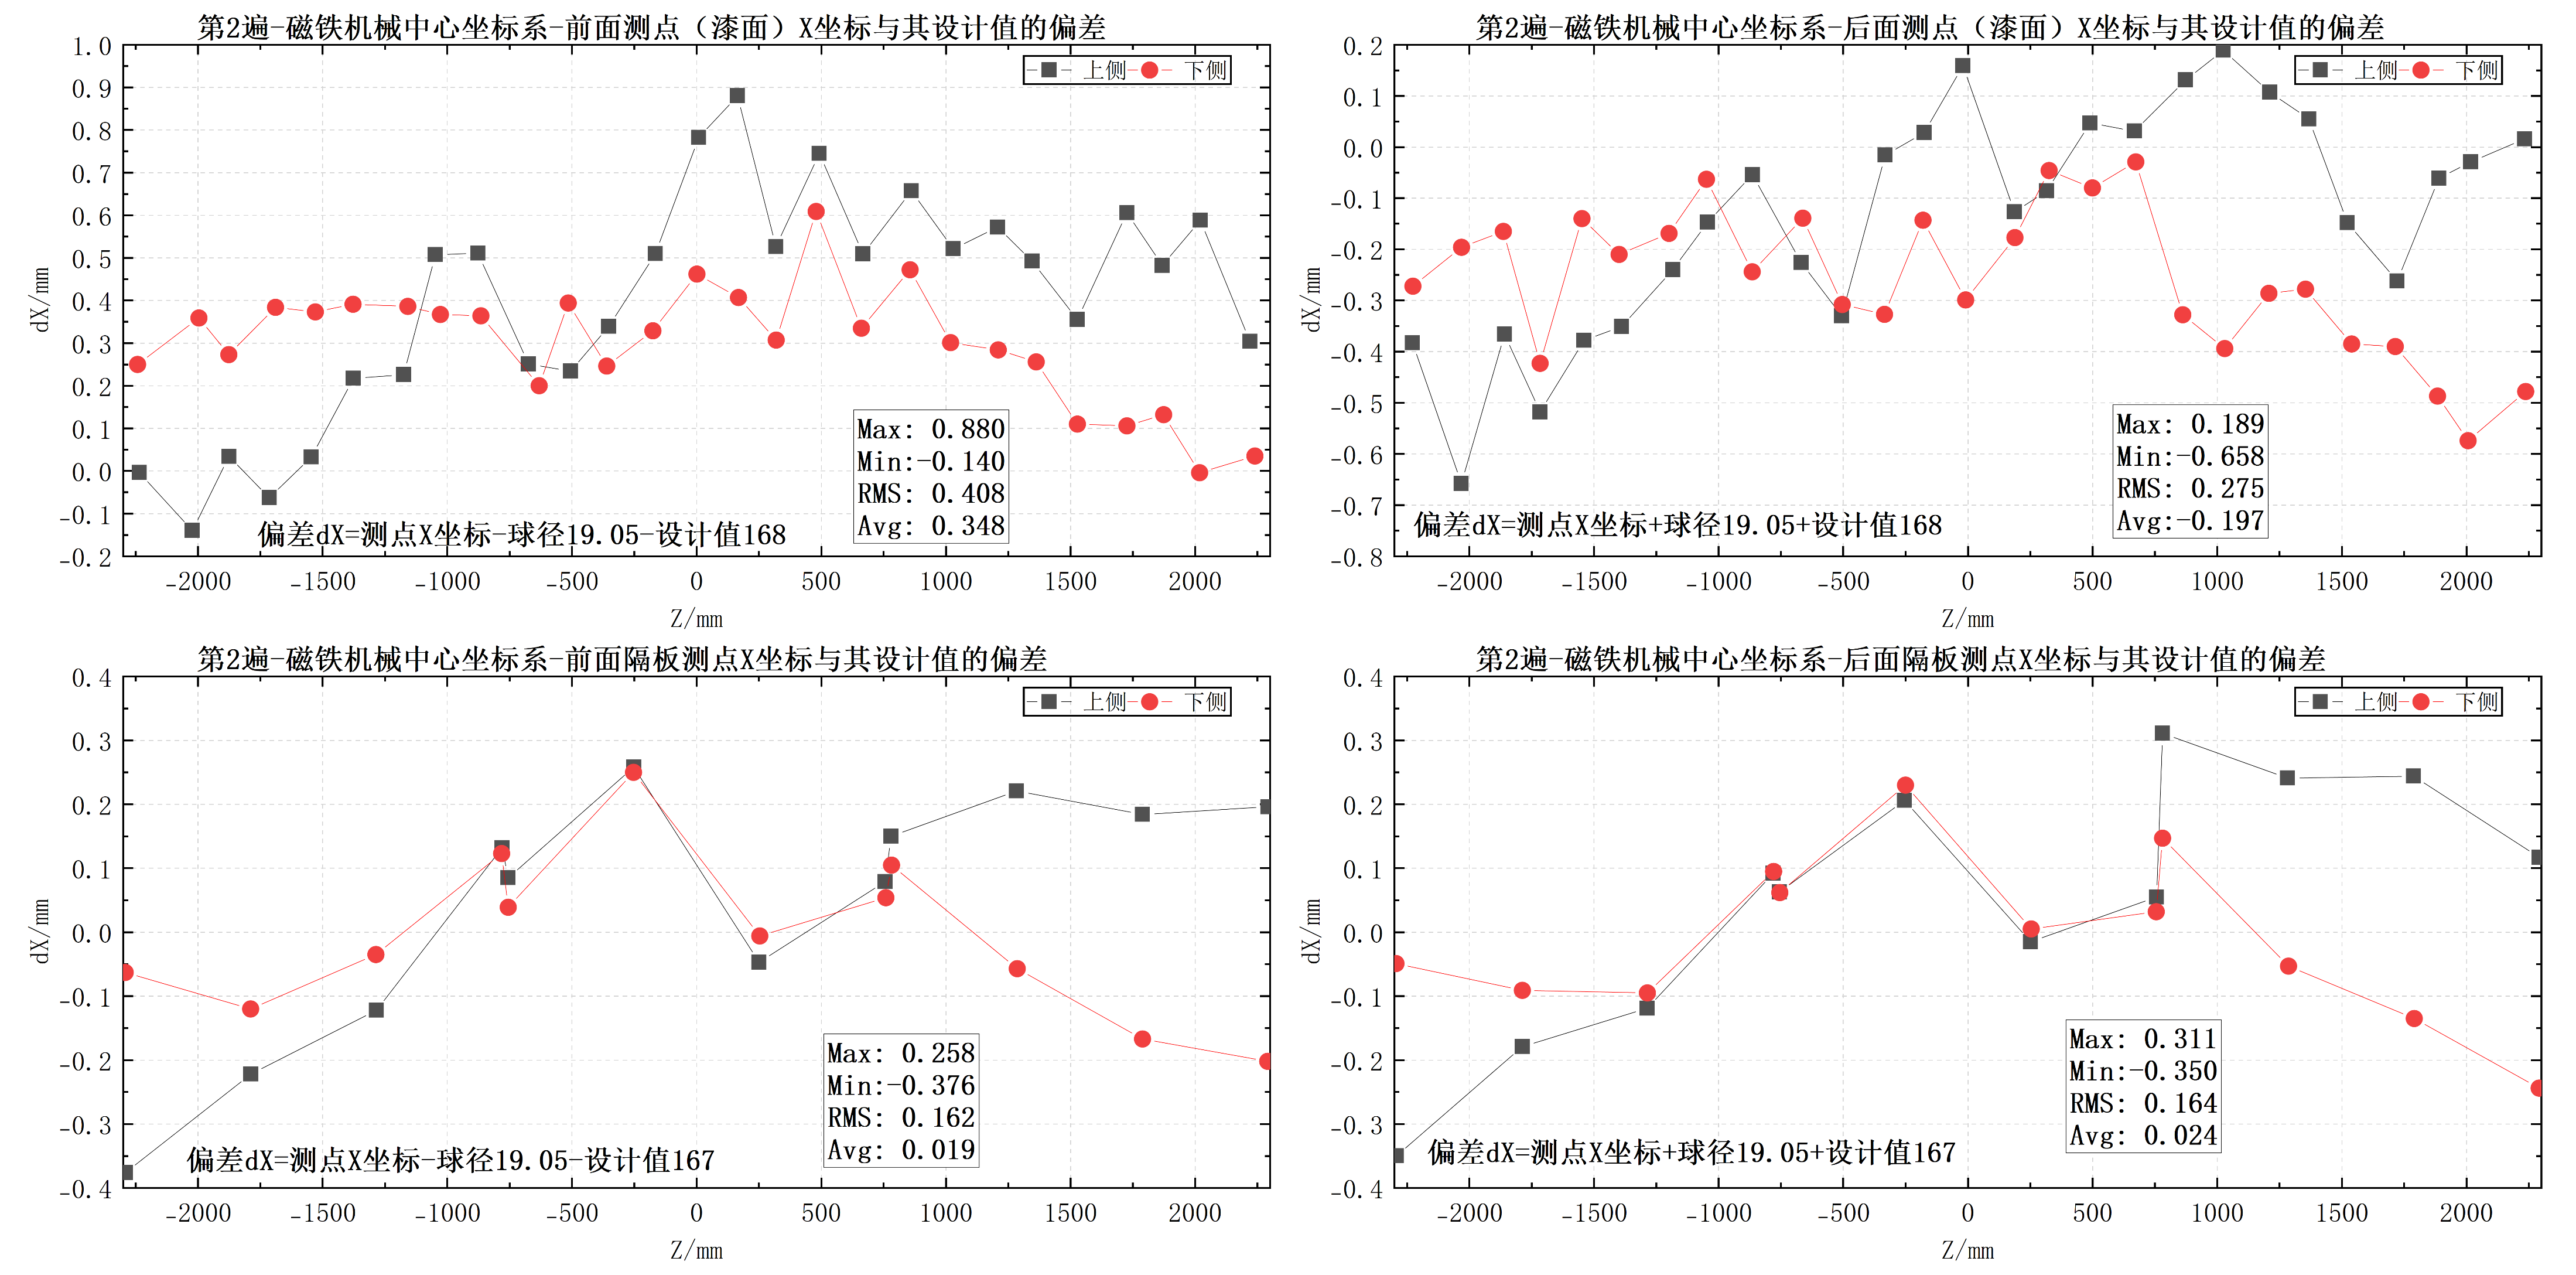 第2遍-磁铁机械中心坐标系-前面测点（漆面）X坐标与其设计值的偏差
上侧 下侧
1.0
0.9
0.8
0.7
0.6
0.5
0.4
0.3
0.2
0.1
0.0
-0.1
-0.2
dX/mm
Max: 0.880
Min:-0.140
RMS: 0.408
Avg: 0.348
偏差dX=测点X坐标-球径19.05-设计值168
-2000 -1500 -1000 -500 0 500 1000 1500 2000
Z/mm
第2遍-磁铁机械中心坐标系-后面测点（漆面）X坐标与其设计值的偏差
上侧 下侧
0.2
0.1
0.0
-0.1
-0.2
-0.3
-0.4
-0.5
-0.6
-0.7
-0.8
dX/mm
Max: 0.189
Min:-0.658
RMS: 0.275
Avg:-0.197
偏差dX=测点X坐标+球径19.05+设计值168
-2000 -1500 -1000 -500 0 500 1000 1500 2000
Z/mm
第2遍-磁铁机械中心坐标系-前面隔板测点X坐标与其设计值的偏差
上侧 下侧
0.4
0.3
0.2
0.1
0.0
-0.1
-0.2
-0.3
-0.4
dX/mm
Max: 0.258
Min:-0.376
RMS: 0.162
Avg: 0.019
偏差dX=测点X坐标-球径19.05-设计值167
-2000 -1500 -1000 -500 0 500 1000 1500 2000
Z/mm
第2遍-磁铁机械中心坐标系-后面隔板测点X坐标与其设计值的偏差
上侧 下侧
0.4
0.3
0.2
0.1
0.0
-0.1
-0.2
-0.3
-0.4
dX/mm
Max: 0.311
Min:-0.350
RMS: 0.164
Avg: 0.024
偏差dX=测点X坐标+球径19.05+设计值167
-2000 -1500 -1000 -500 0 500 1000 1500 2000
Z/mm